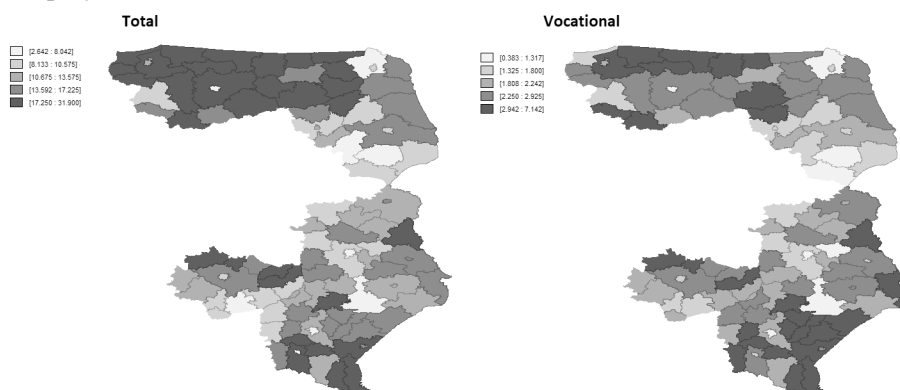 Total
[2.642 : 8.042]
[8.133 : 10.575]
[10.675 : 13.575]
[13.592 : 17.225]
[17.250 : 31.900]
Vocational
[0.383 : 1.317]
[1.325 : 1.800]
[1.808 : 2.242]
[2.250 : 2.925]
[2.942 : 7.142]